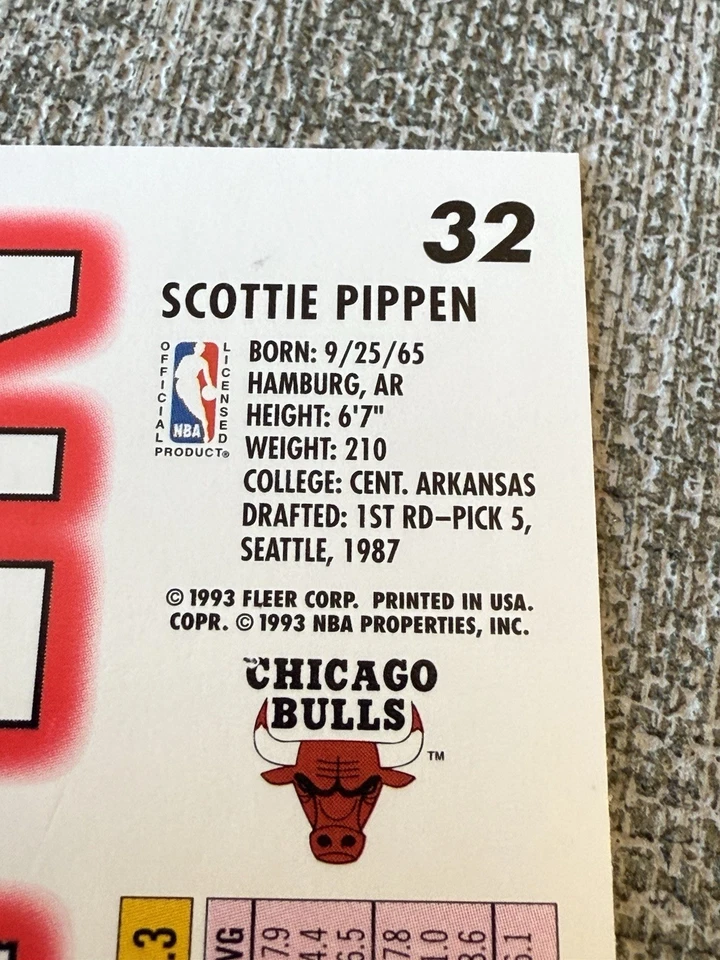 32
SCOTTIE PIPPEN
OFFICIAL LICENSED
NBA
PRODUCT®
BORN: 9/25/65
HAMBURG, AR
HEIGHT: 6'7"
WEIGHT: 210
COLLEGE: CENT. ARKANSAS
DRAFTED: 1ST RD–PICK 5,
SEATTLE, 1987
© 1993 FLEER CORP. PRINTED IN USA.
COPR. © 1993 NBA PROPERTIES, INC.
CHICAGO
BULLS
TM